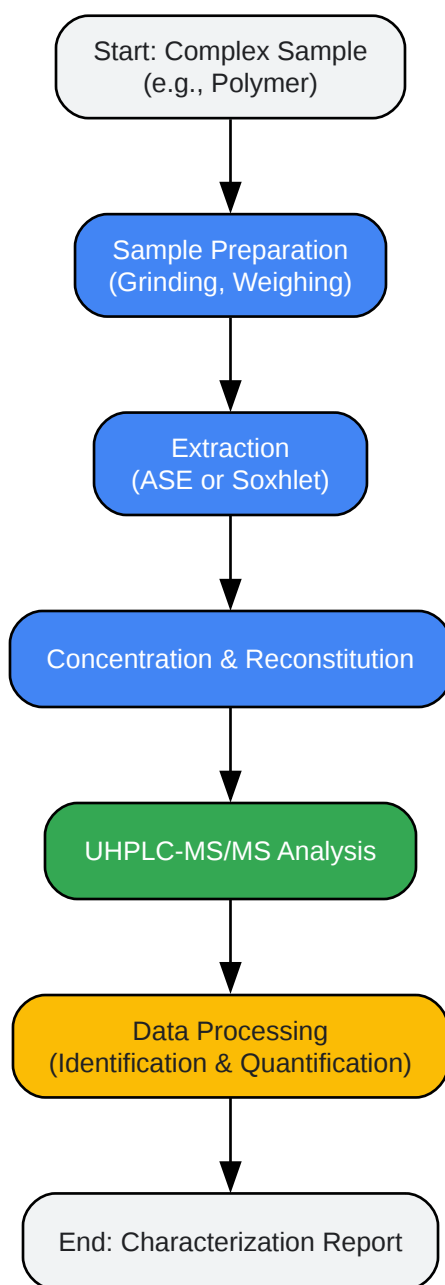 Start: Complex Sample
(e.g., Polymer)
Sample Preparation
(Grinding, Weighing)
Extraction
(ASE or Soxhlet)
Concentration & Reconstitution
UHPLC-MS/MS Analysis
Data Processing
(Identification & Quantification)
End: Characterization Report